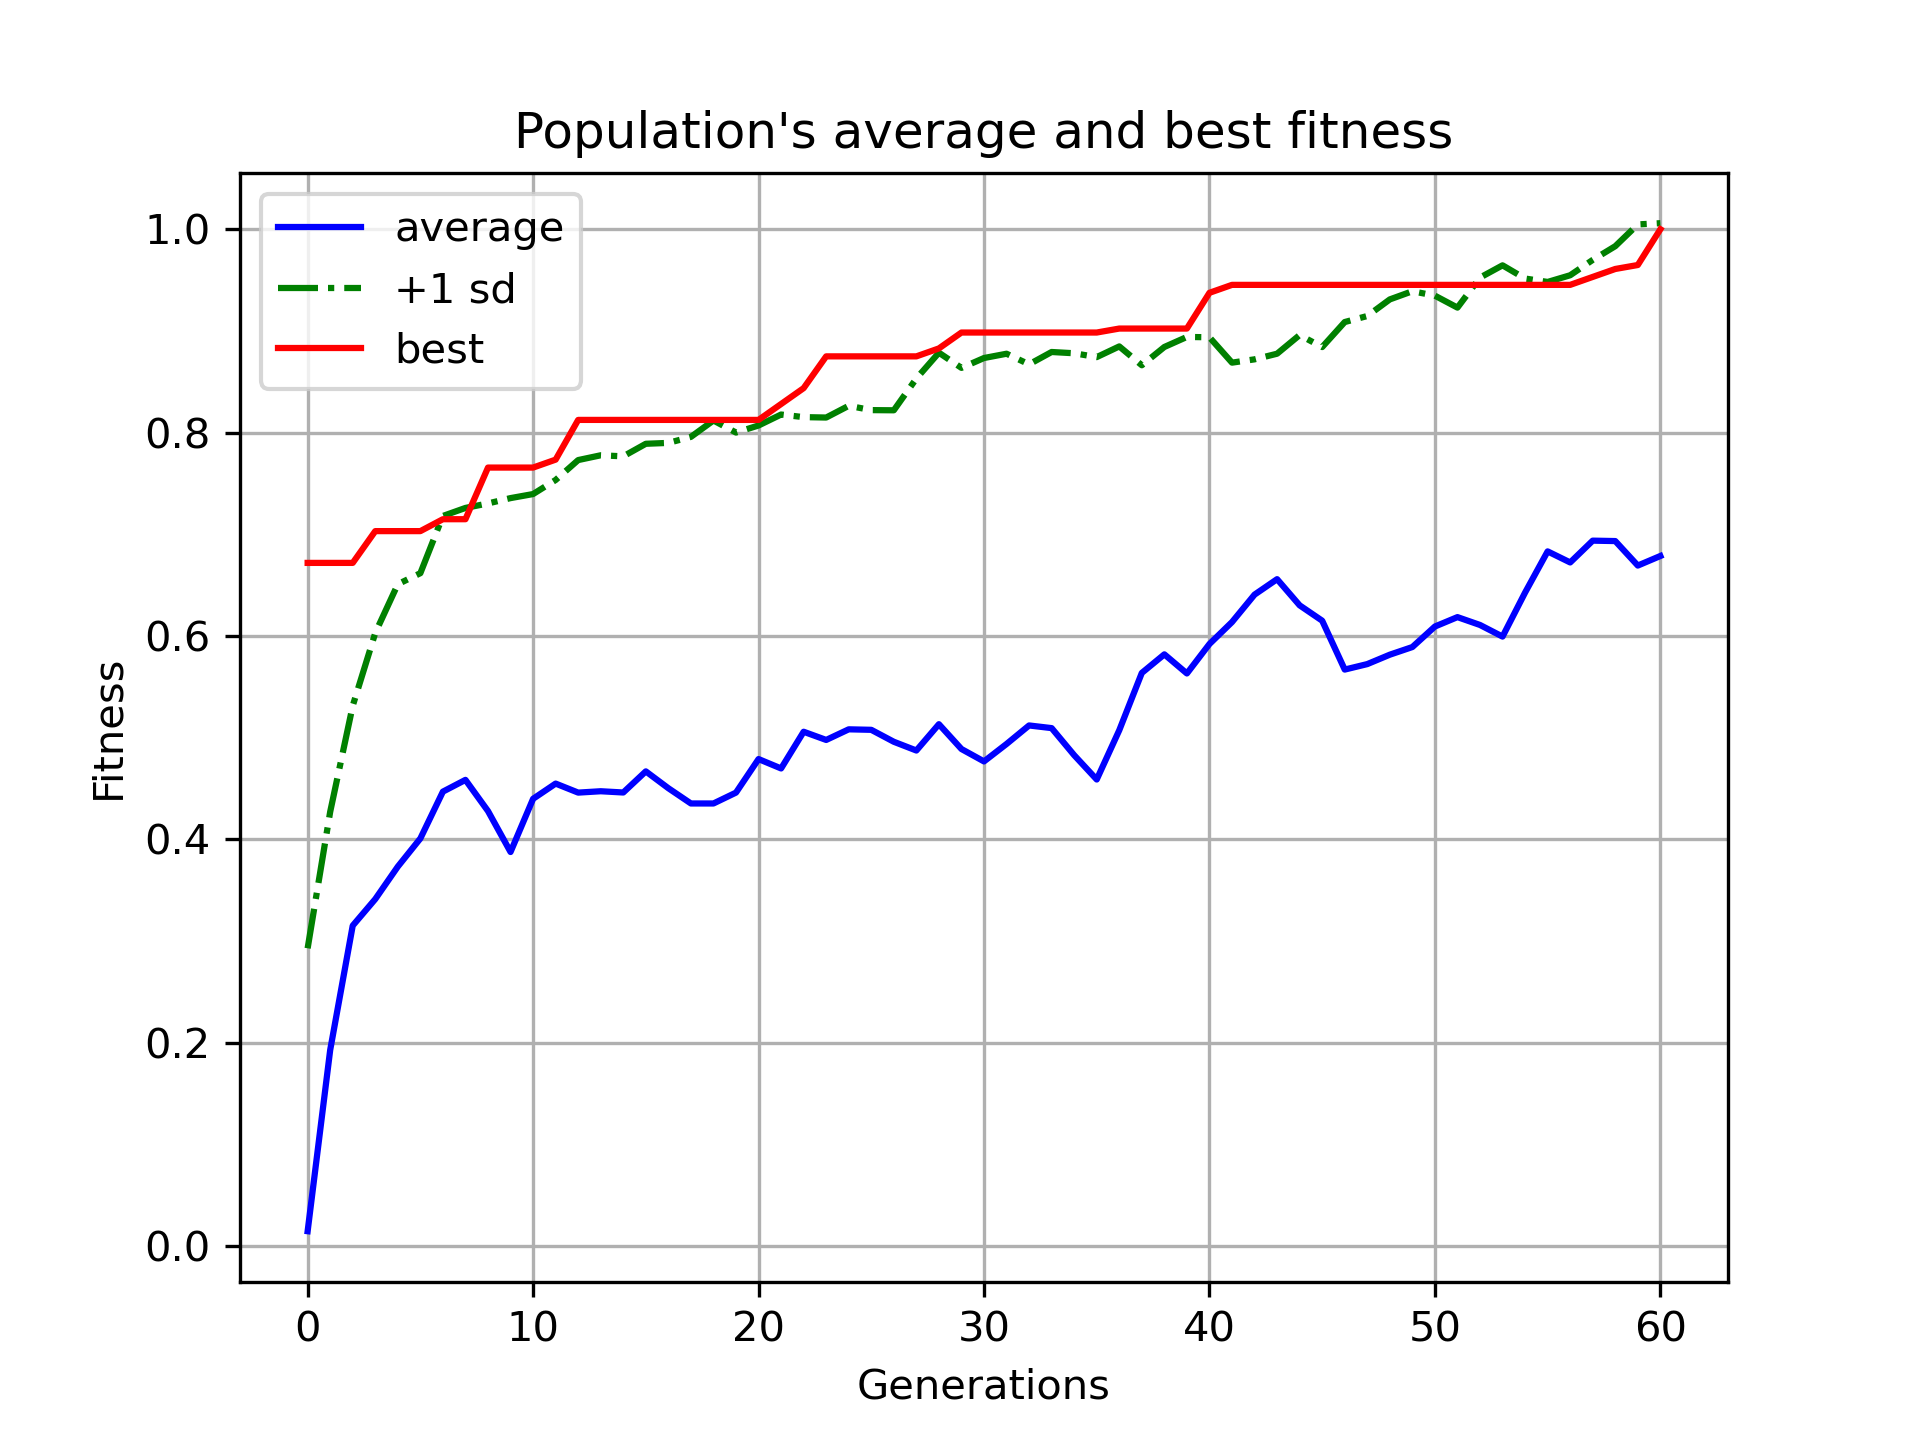 Population's average and best fitness
average
+1 sd
best
1.0
0.8
0.6
0.4
0.2
0.0
Fitness
0 10 20 30 40 50 60
Generations